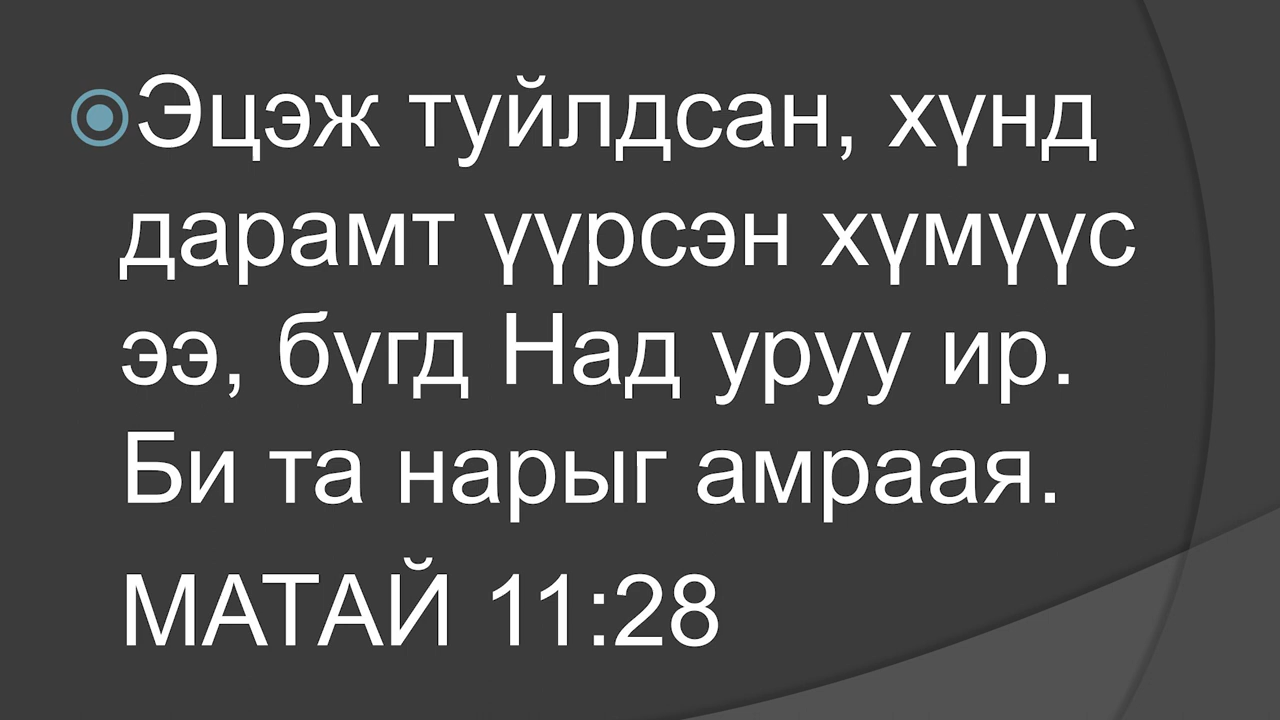 Эцэж туйлдсан, хүнд
дарамт үүрсэн хүмүүс
ээ, бүгд Над уруу ир.
Би та нарыг амраая.
МАТАЙ 11:28